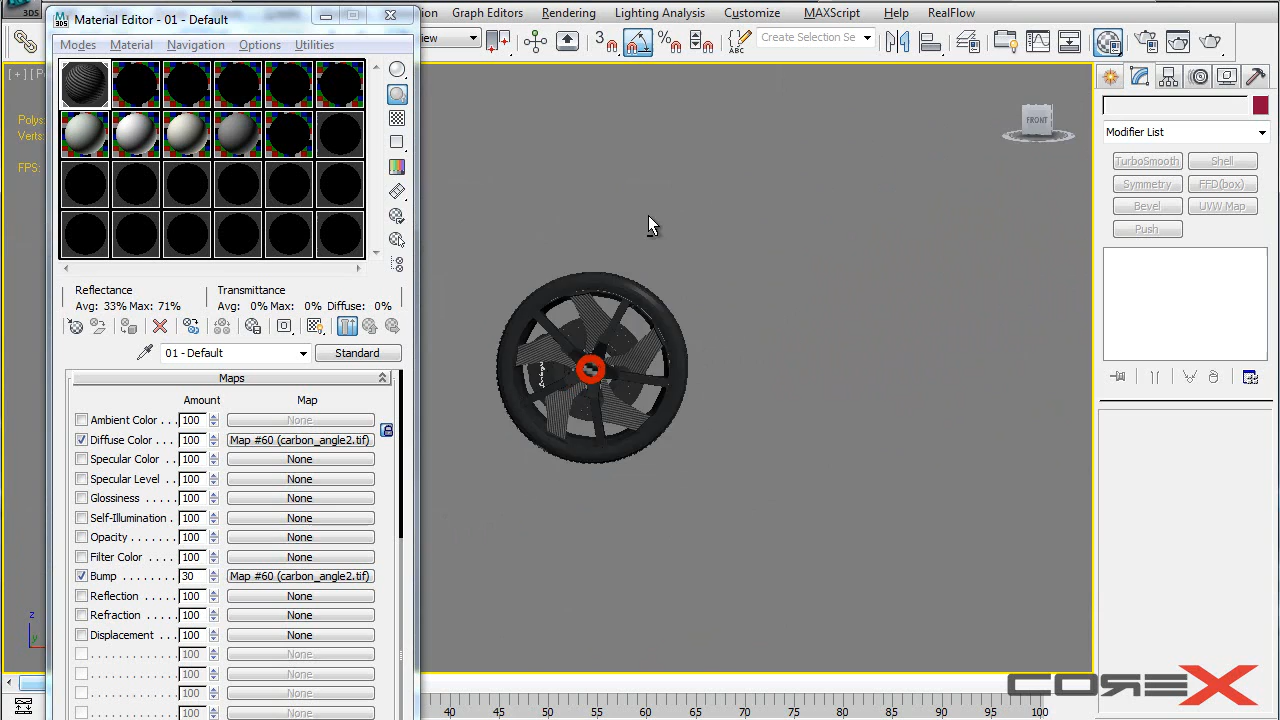 Material Editor - 01 - Default
Graph Editors Rendering Lighting Analysis Customize MAXScript Help RealFlow
Modes Material Navigation Options Utilities
Create Selection Se
3
ABC
[ + ]
Polys:
Verts:
FPS:
FRONT
Modifier List
TurboSmooth Shell
Symmetry FFD(box)
Bevel UVW Map
Push
Reflectance Transmittance
Avg: 33% Max: 71% Avg: 0% Max: 0% Diffuse: 0%
01 - Default Standard
Maps
Amount Map
Ambient Color . . . 100 None
Diffuse Color . . . 100 Map #60 (carbon_angle2.tif)
Specular Color . . 100 None
Specular Level . . 100 None
Glossiness . . . . . 100 None
Self-Illumination . 100 None
Opacity . . . . . . 100 None
Filter Color . . . . 100 None
Bump . . . . . . . . 30 Map #60 (carbon_angle2.tif)
Reflection . . . . . 100 None
Refraction . . . . . 100 None
Displacement . . . 100 None
. . . . . . . . . . . . . 100 None
. . . . . . . . . . . . . 100 None
. . . . . . . . . . . . . 100 None
. . . . . . . . . . . . . 100 None
z
y
40 45 50 55 60 65 70 75 80 85 90 95 100
COREX